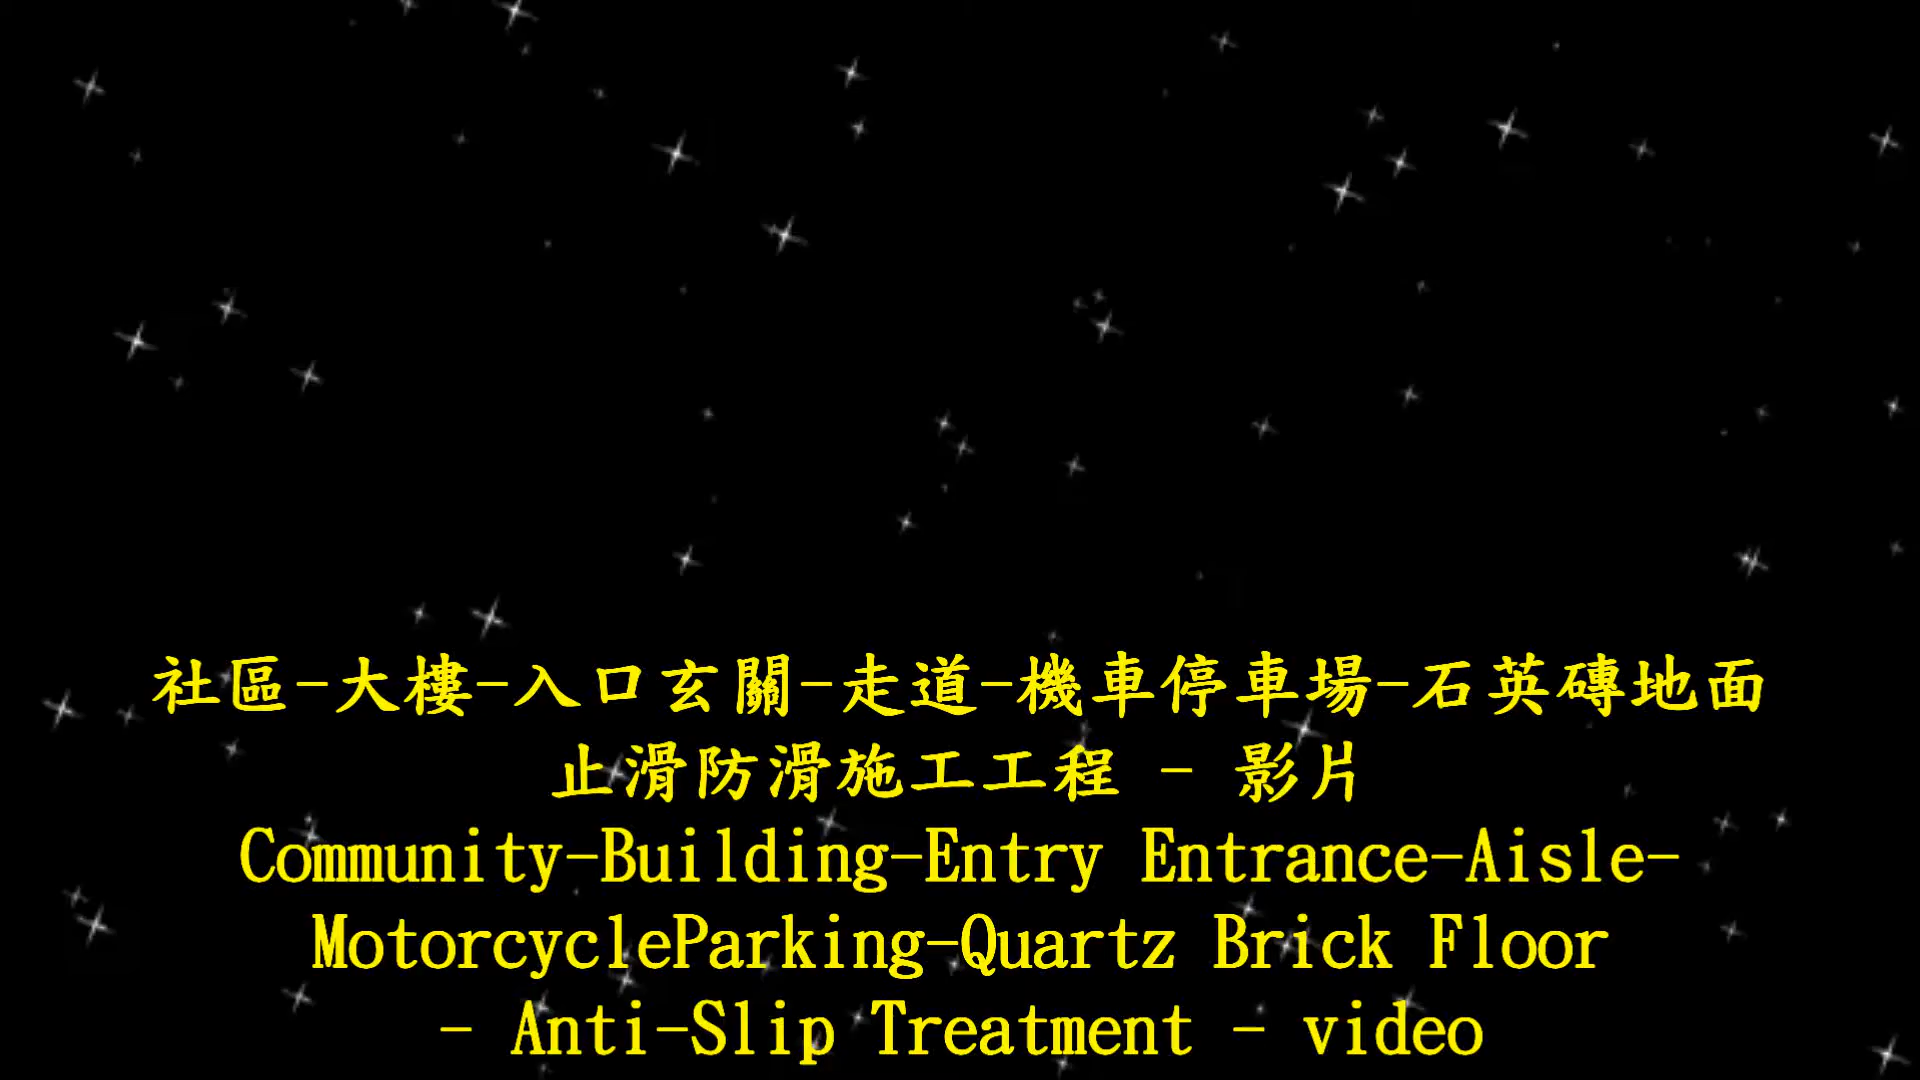 社區-大樓-入口玄關-走道-機車停車場-石英磚地面
止滑防滑施工工程 - 影片
Community-Building-Entry Entrance-Aisle-
MotorcycleParking-Quartz Brick Floor
- Anti-Slip Treatment - video